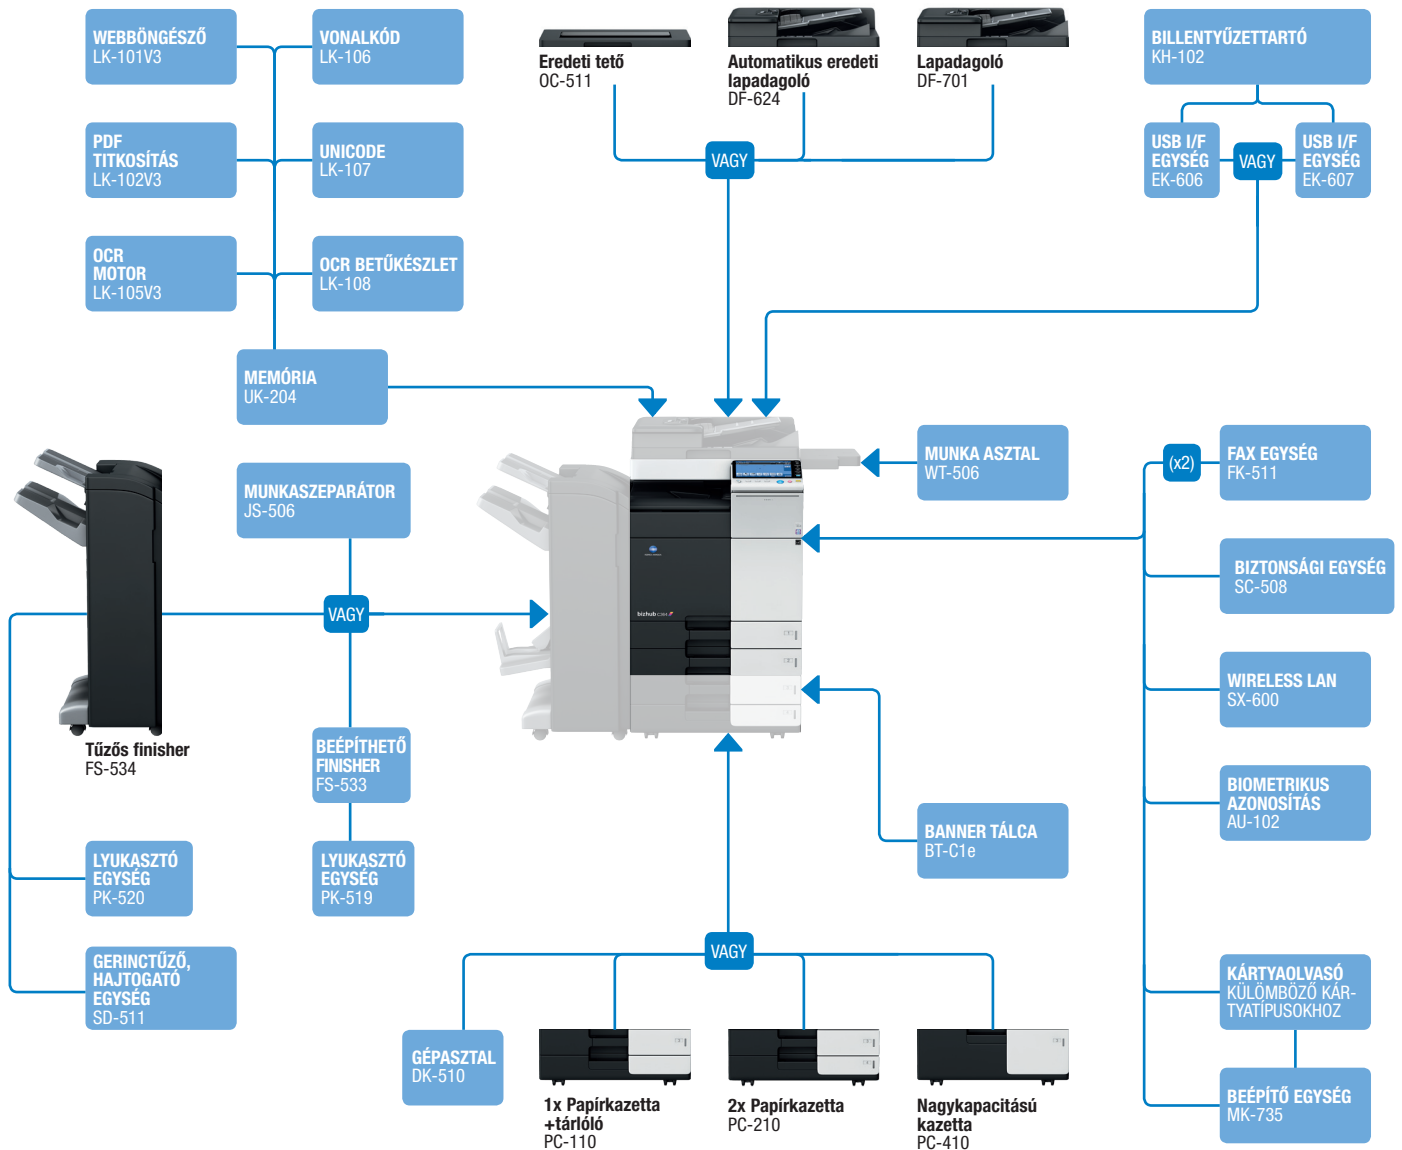 WEBBÖNGÉSZŐ
LK-101V3
VONALKÓD
LK-106
PDF
TITKOSÍTÁS
LK-102V3
UNICODE
LK-107
OCR
MOTOR
LK-105V3
OCR BETŰKÉSZLET
LK-108
MEMÓRIA
UK-204
Eredeti tető
OC-511
Automatikus eredeti
lapadagoló
DF-624
Lapadagoló
DF-701
VAGY
BILLENTYŰZETTARTÓ
KH-102
USB I/F
EGYSÉG
EK-606
VAGY
USB I/F
EGYSÉG
EK-607
MUNKASZEPARÁTOR
JS-506
VAGY
Tűzős finisher
FS-534
BEÉPÍTHETŐ
FINISHER
FS-533
LYUKASZTÓ
EGYSÉG
PK-520
LYUKASZTÓ
EGYSÉG
PK-519
GERINCTŰZŐ,
HAJTOGATÓ
EGYSÉG
SD-511
bizhub
MUNKA ASZTAL
WT-506
BANNER TÁLCA
BT-C1e
(x2)
FAX EGYSÉG
FK-511
BIZTONSÁGI EGYSÉG
SC-508
WIRELESS LAN
SX-600
BIOMETRIKUS
AZONOSÍTÁS
AU-102
KÁRTYAOLVASÓ
KÜLÖMBÖZŐ KÁR-
TYATÍPUSOKHOZ
BEÉPÍTŐ EGYSÉG
MK-735
VAGY
GÉPASZTAL
DK-510
1x Papírkazetta
+tárlóló
PC-110
2x Papírkazetta
PC-210
Nagykapacitású
kazetta
PC-410